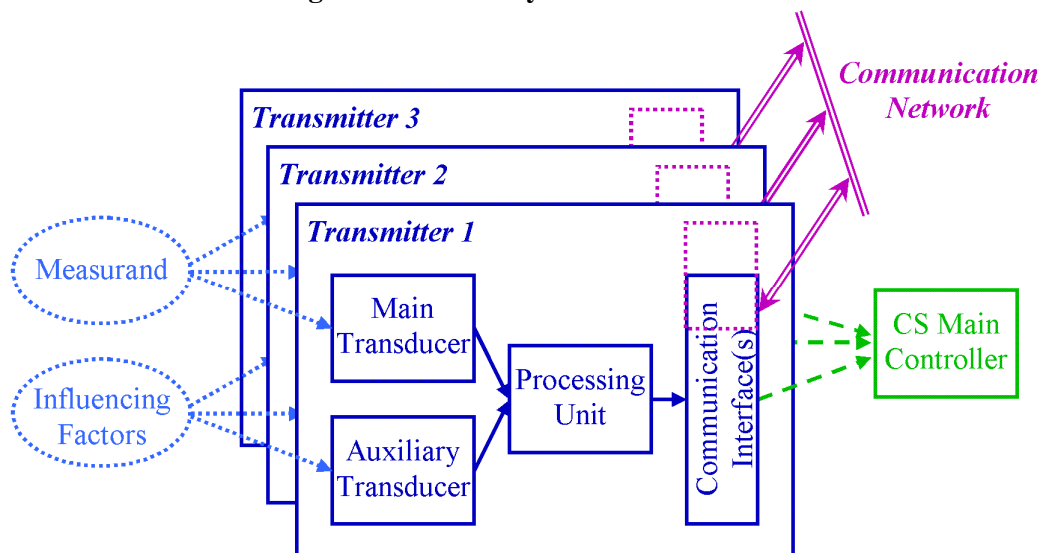 Communication
Network
Transmitter 3
Transmitter 2
Transmitter 1
Measurand
Main
Transducer
Influencing
Factors
Auxiliary
Transducer
Processing
Unit
Communication
Interface(s)
CS Main
Controller